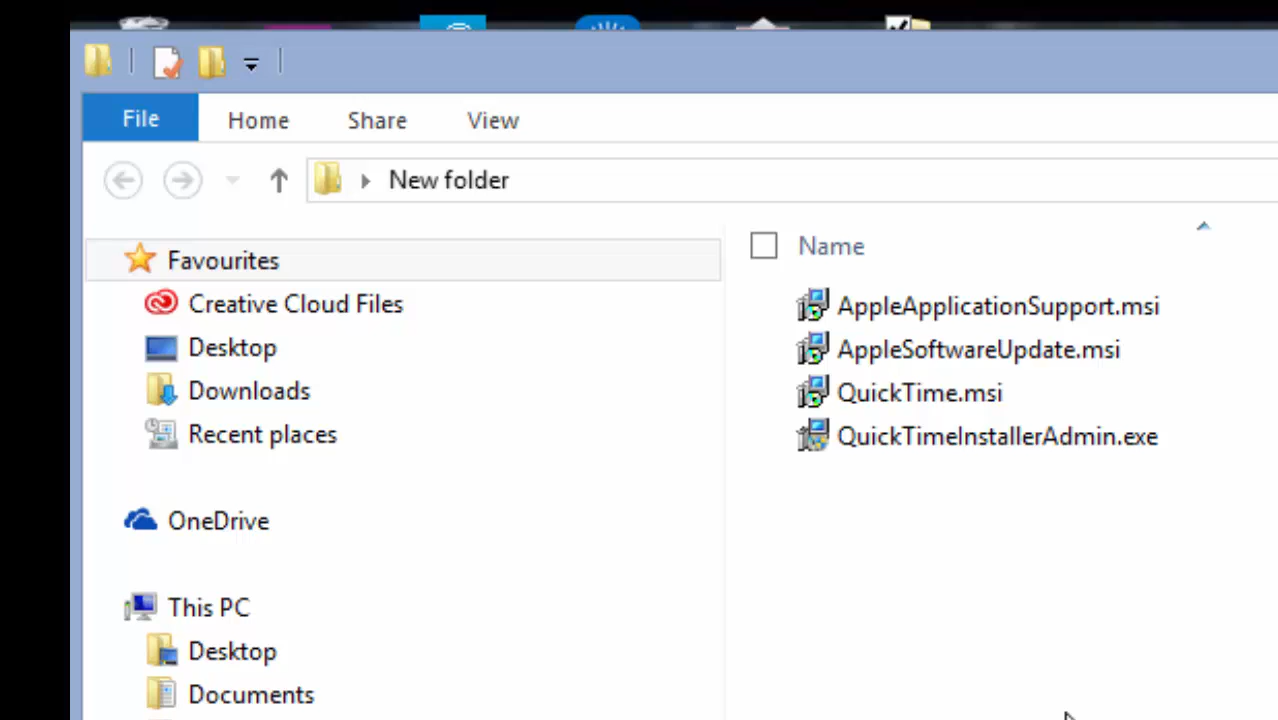 File Home Share View
New folder
Favourites
Creative Cloud Files
Desktop
Downloads
Recent places
OneDrive
This PC
Desktop
Documents
Name
AppleApplicationSupport.msi
AppleSoftwareUpdate.msi
QuickTime.msi
QuickTimeInstallerAdmin.exe